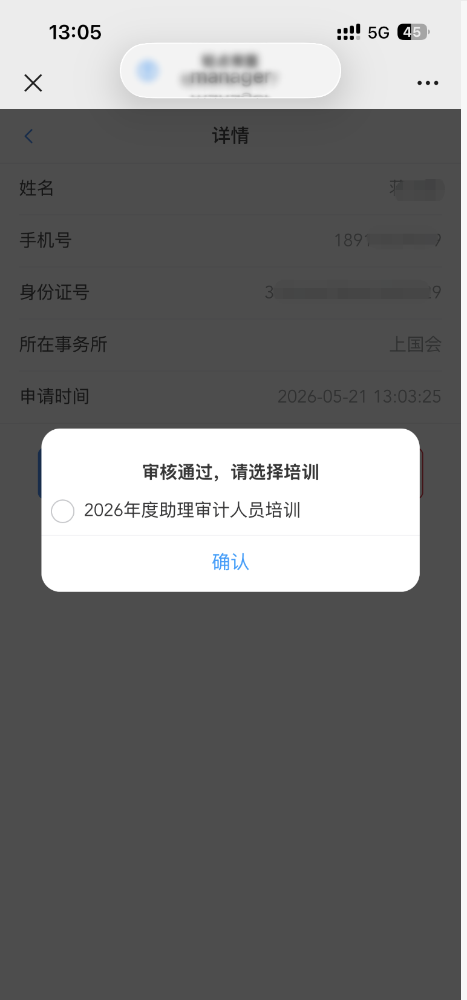 13:05
5G
45
manager
详情
姓名
手机号 1891 9
身份证号 3 29
所在事务所 上国会
申请时间 2026-05-21 13:03:25
审核通过，请选择培训
2026年度助理审计人员培训
确认